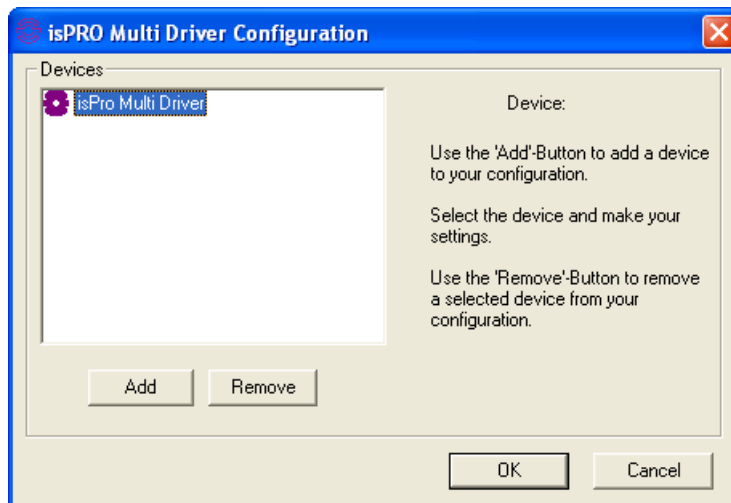 isPRO Multi Driver Configuration
Devices
isPro Multi Driver
Device:
Use the 'Add'-Button to add a device
to your configuration.
Select the device and make your
settings.
Use the 'Remove'-Button to remove
a selected device from your
configuration.
Add
Remove
OK
Cancel